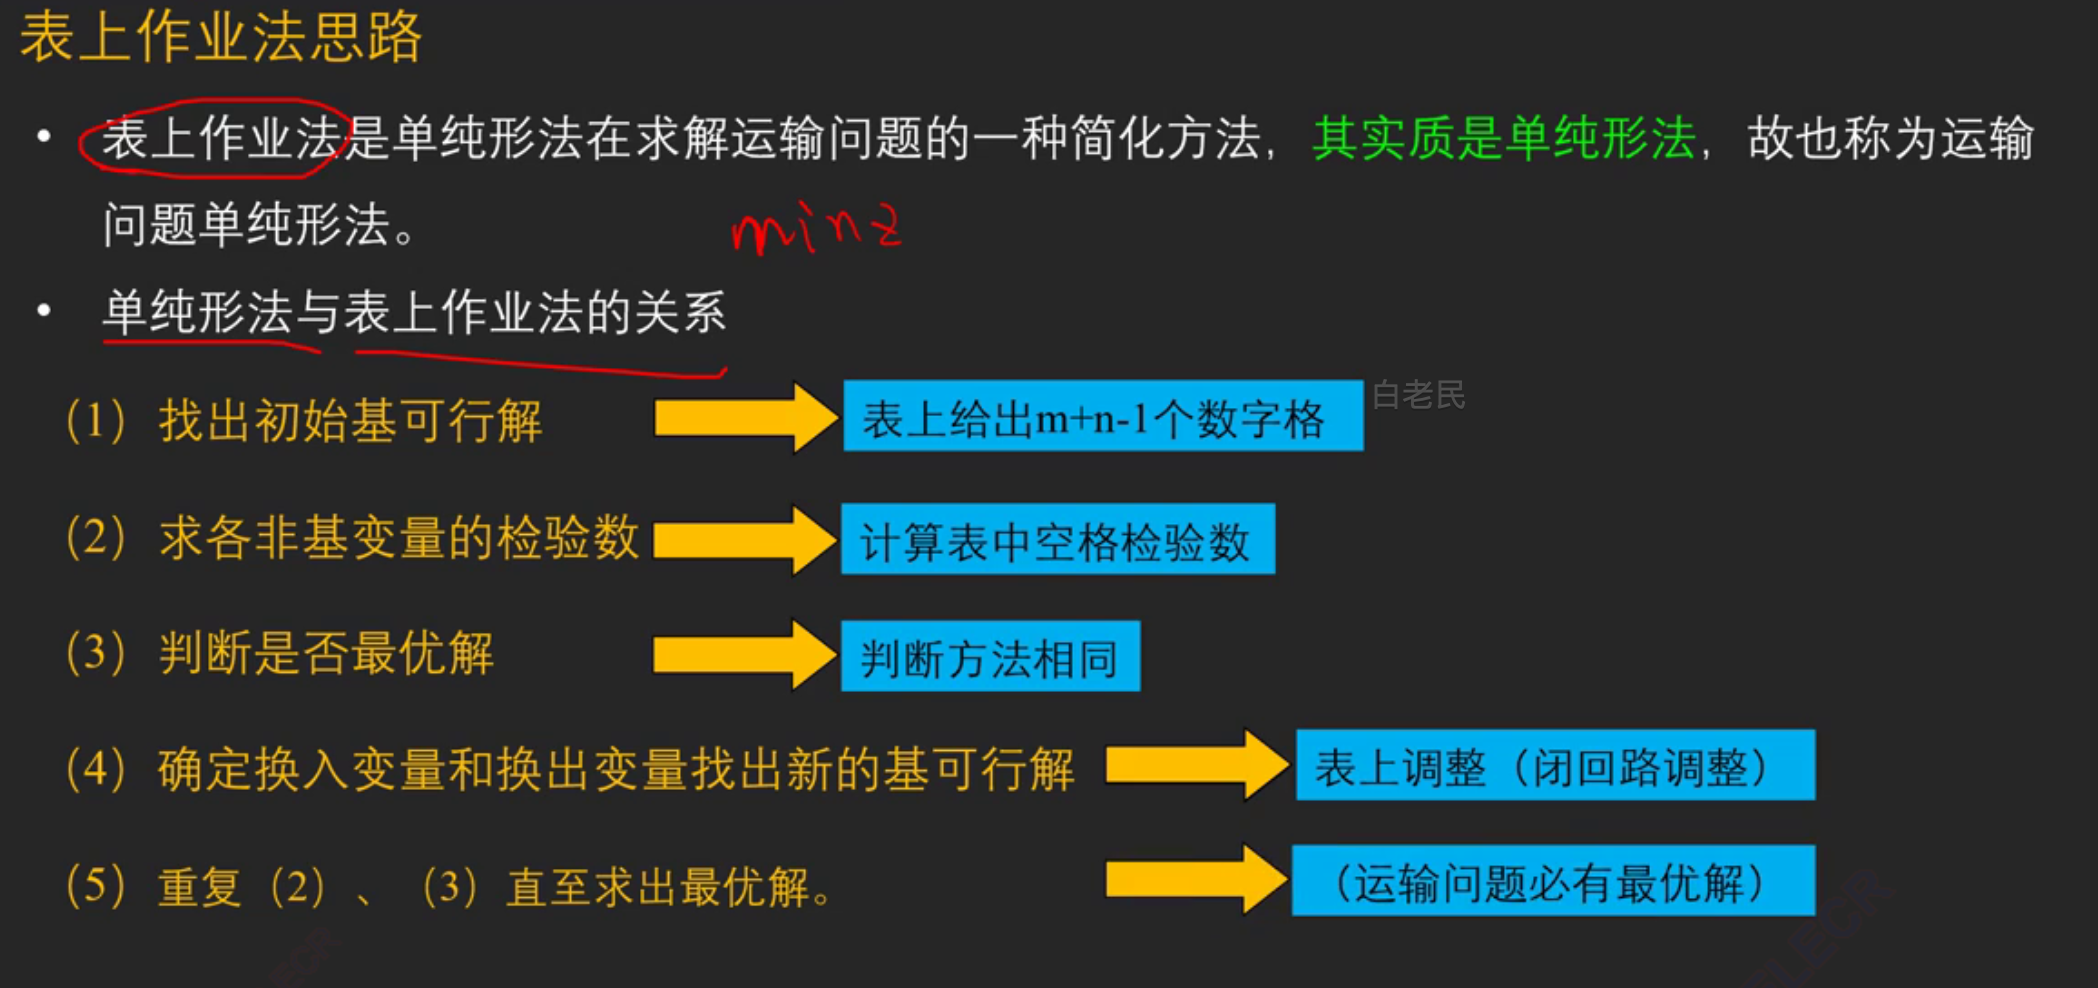 表上作业法思路
• 表上作业法是单纯形法在求解运输问题的一种简化方法，其实质是单纯形法，故也称为运输
问题单纯形法。
min z
• 单纯形法与表上作业法的关系
（1）找出初始基可行解 表上给出m+n-1个数字格 白老民
（2）求各非基变量的检验数 计算表中空格检验数
（3）判断是否最优解 判断方法相同
（4）确定换入变量和换出变量找出新的基可行解 表上调整（闭回路调整）
（5）重复（2）、（3）直至求出最优解。 （运输问题必有最优解）